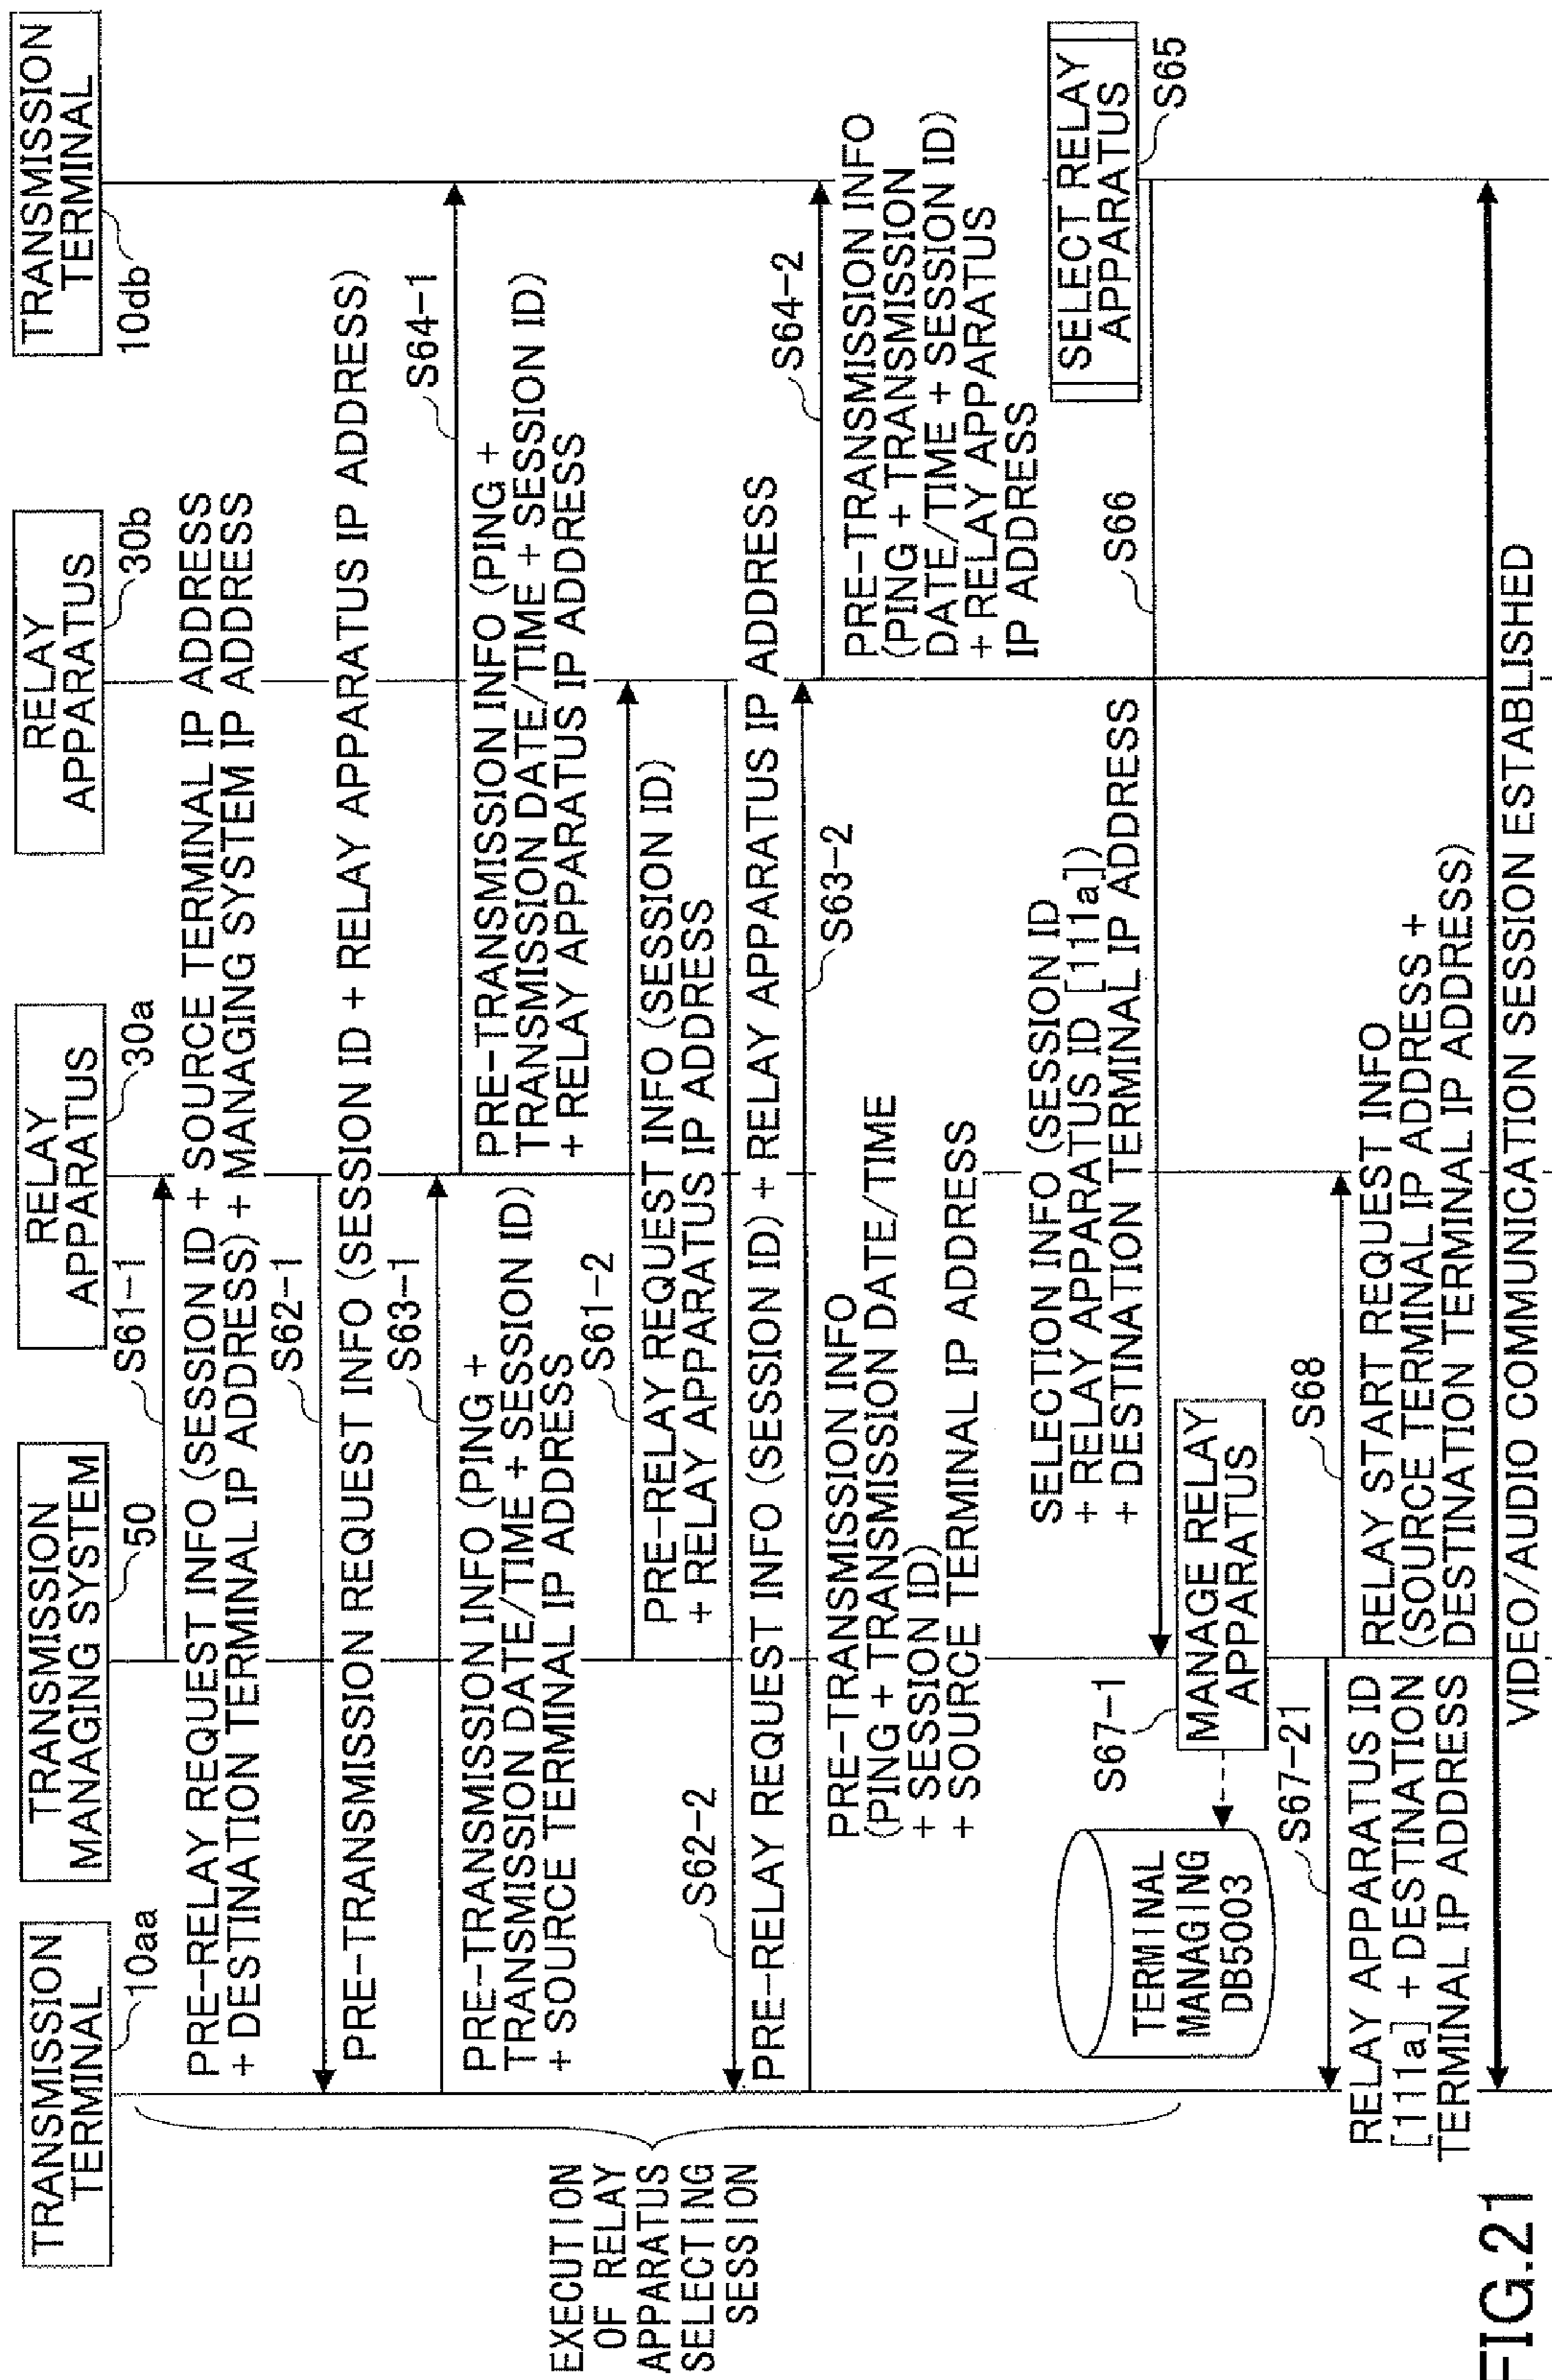 TRANSMISSION
TERMINAL
10aa
TRANSMISSION
MANAGING SYSTEM
50
RELAY
APPARATUS
30a
RELAY
APPARATUS
30b
TRANSMISSION
TERMINAL
10db
EXECUTION
OF RELAY
APPARATUS
SELECTING
SESSION
S61-1
PRE-RELAY REQUEST INFO (SESSION ID + SOURCE TERMINAL IP ADDRESS
+ DESTINATION TERMINAL IP ADDRESS) + MANAGING SYSTEM IP ADDRESS
S62-1
PRE-TRANSMISSION REQUEST INFO (SESSION ID + RELAY APPARATUS IP ADDRESS)
S63-1
PRE-TRANSMISSION INFO (PING +
TRANSMISSION DATE/TIME + SESSION ID)
+ SOURCE TERMINAL IP ADDRESS
S64-1
PRE-TRANSMISSION INFO (PING +
TRANSMISSION DATE/TIME + SESSION ID)
+ RELAY APPARATUS IP ADDRESS
S61-2
PRE-RELAY REQUEST INFO (SESSION ID)
+ RELAY APPARATUS IP ADDRESS
S62-2
PRE-RELAY REQUEST INFO (SESSION ID) + RELAY APPARATUS IP ADDRESS
S63-2
PRE-TRANSMISSION INFO
(PING + TRANSMISSION DATE/TIME
+ SESSION ID)
+ SOURCE TERMINAL IP ADDRESS
S64-2
PRE-TRANSMISSION INFO
(PING + TRANSMISSION
DATE/TIME + SESSION ID)
+ RELAY APPARATUS
IP ADDRESS
SELECT RELAY
APPARATUS
S65
S66
SELECTION INFO (SESSION ID
+ RELAY APPARATUS ID [111a])
+ DESTINATION TERMINAL IP ADDRESS
S67-1
MANAGE RELAY
APPARATUS
TERMINAL
MANAGING
DB5003
S67-21
RELAY APPARATUS ID
[111a] + DESTINATION
TERMINAL IP ADDRESS
S68
RELAY START REQUEST INFO
(SOURCE TERMINAL IP ADDRESS +
DESTINATION TERMINAL IP ADDRESS)
VIDEO/AUDIO COMMUNICATION SESSION ESTABLISHED
FIG.21